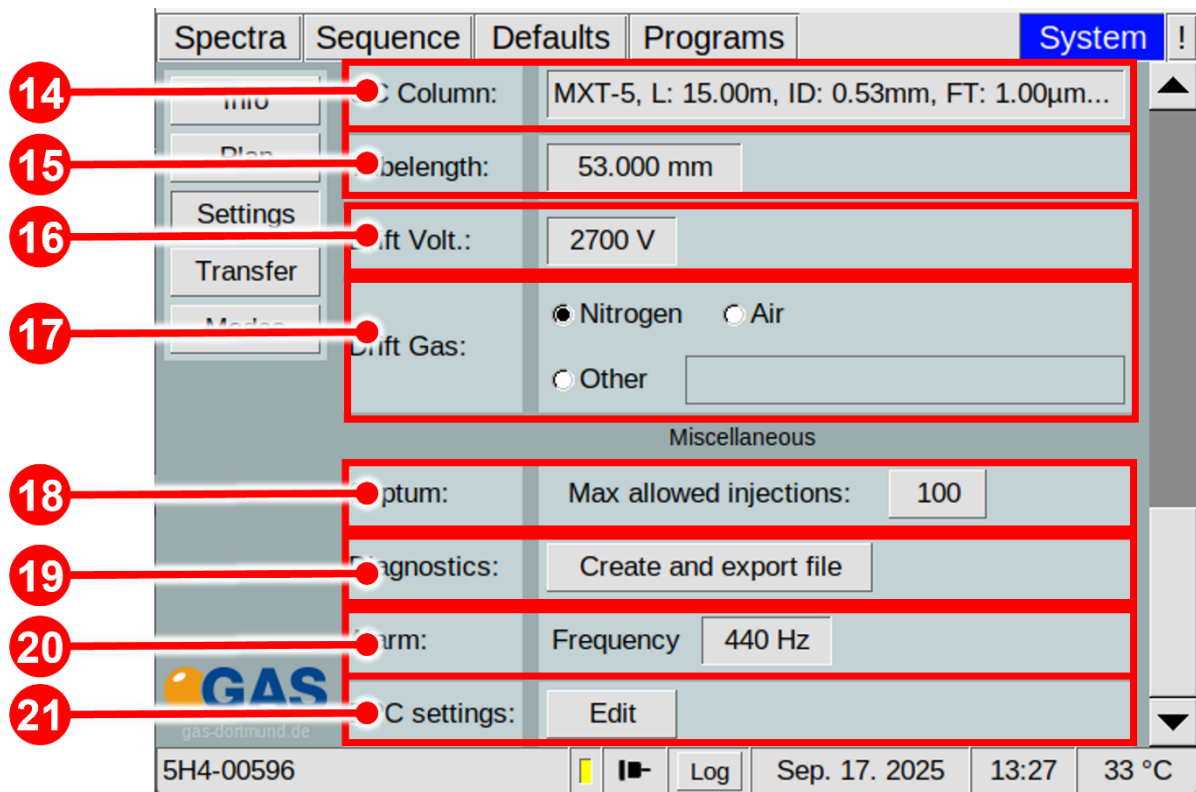 Spectra Sequence Defaults Programs System !
14 Column: MXT-5, L: 15.00m, ID: 0.53mm, FT: 1.00µm...
15 belength: 53.000 mm
Settings
16 Volt.: 2700 V
Transfer
Nitrogen Air
17 Drift Gas:
Other
Miscellaneous
18 ptum: Max allowed injections: 100
19 agnostics: Create and export file
20 arm: Frequency 440 Hz
GAS
21 C settings: Edit
gas-dortmund.de
5H4-00596 Log Sep. 17. 2025 13:27 33 °C